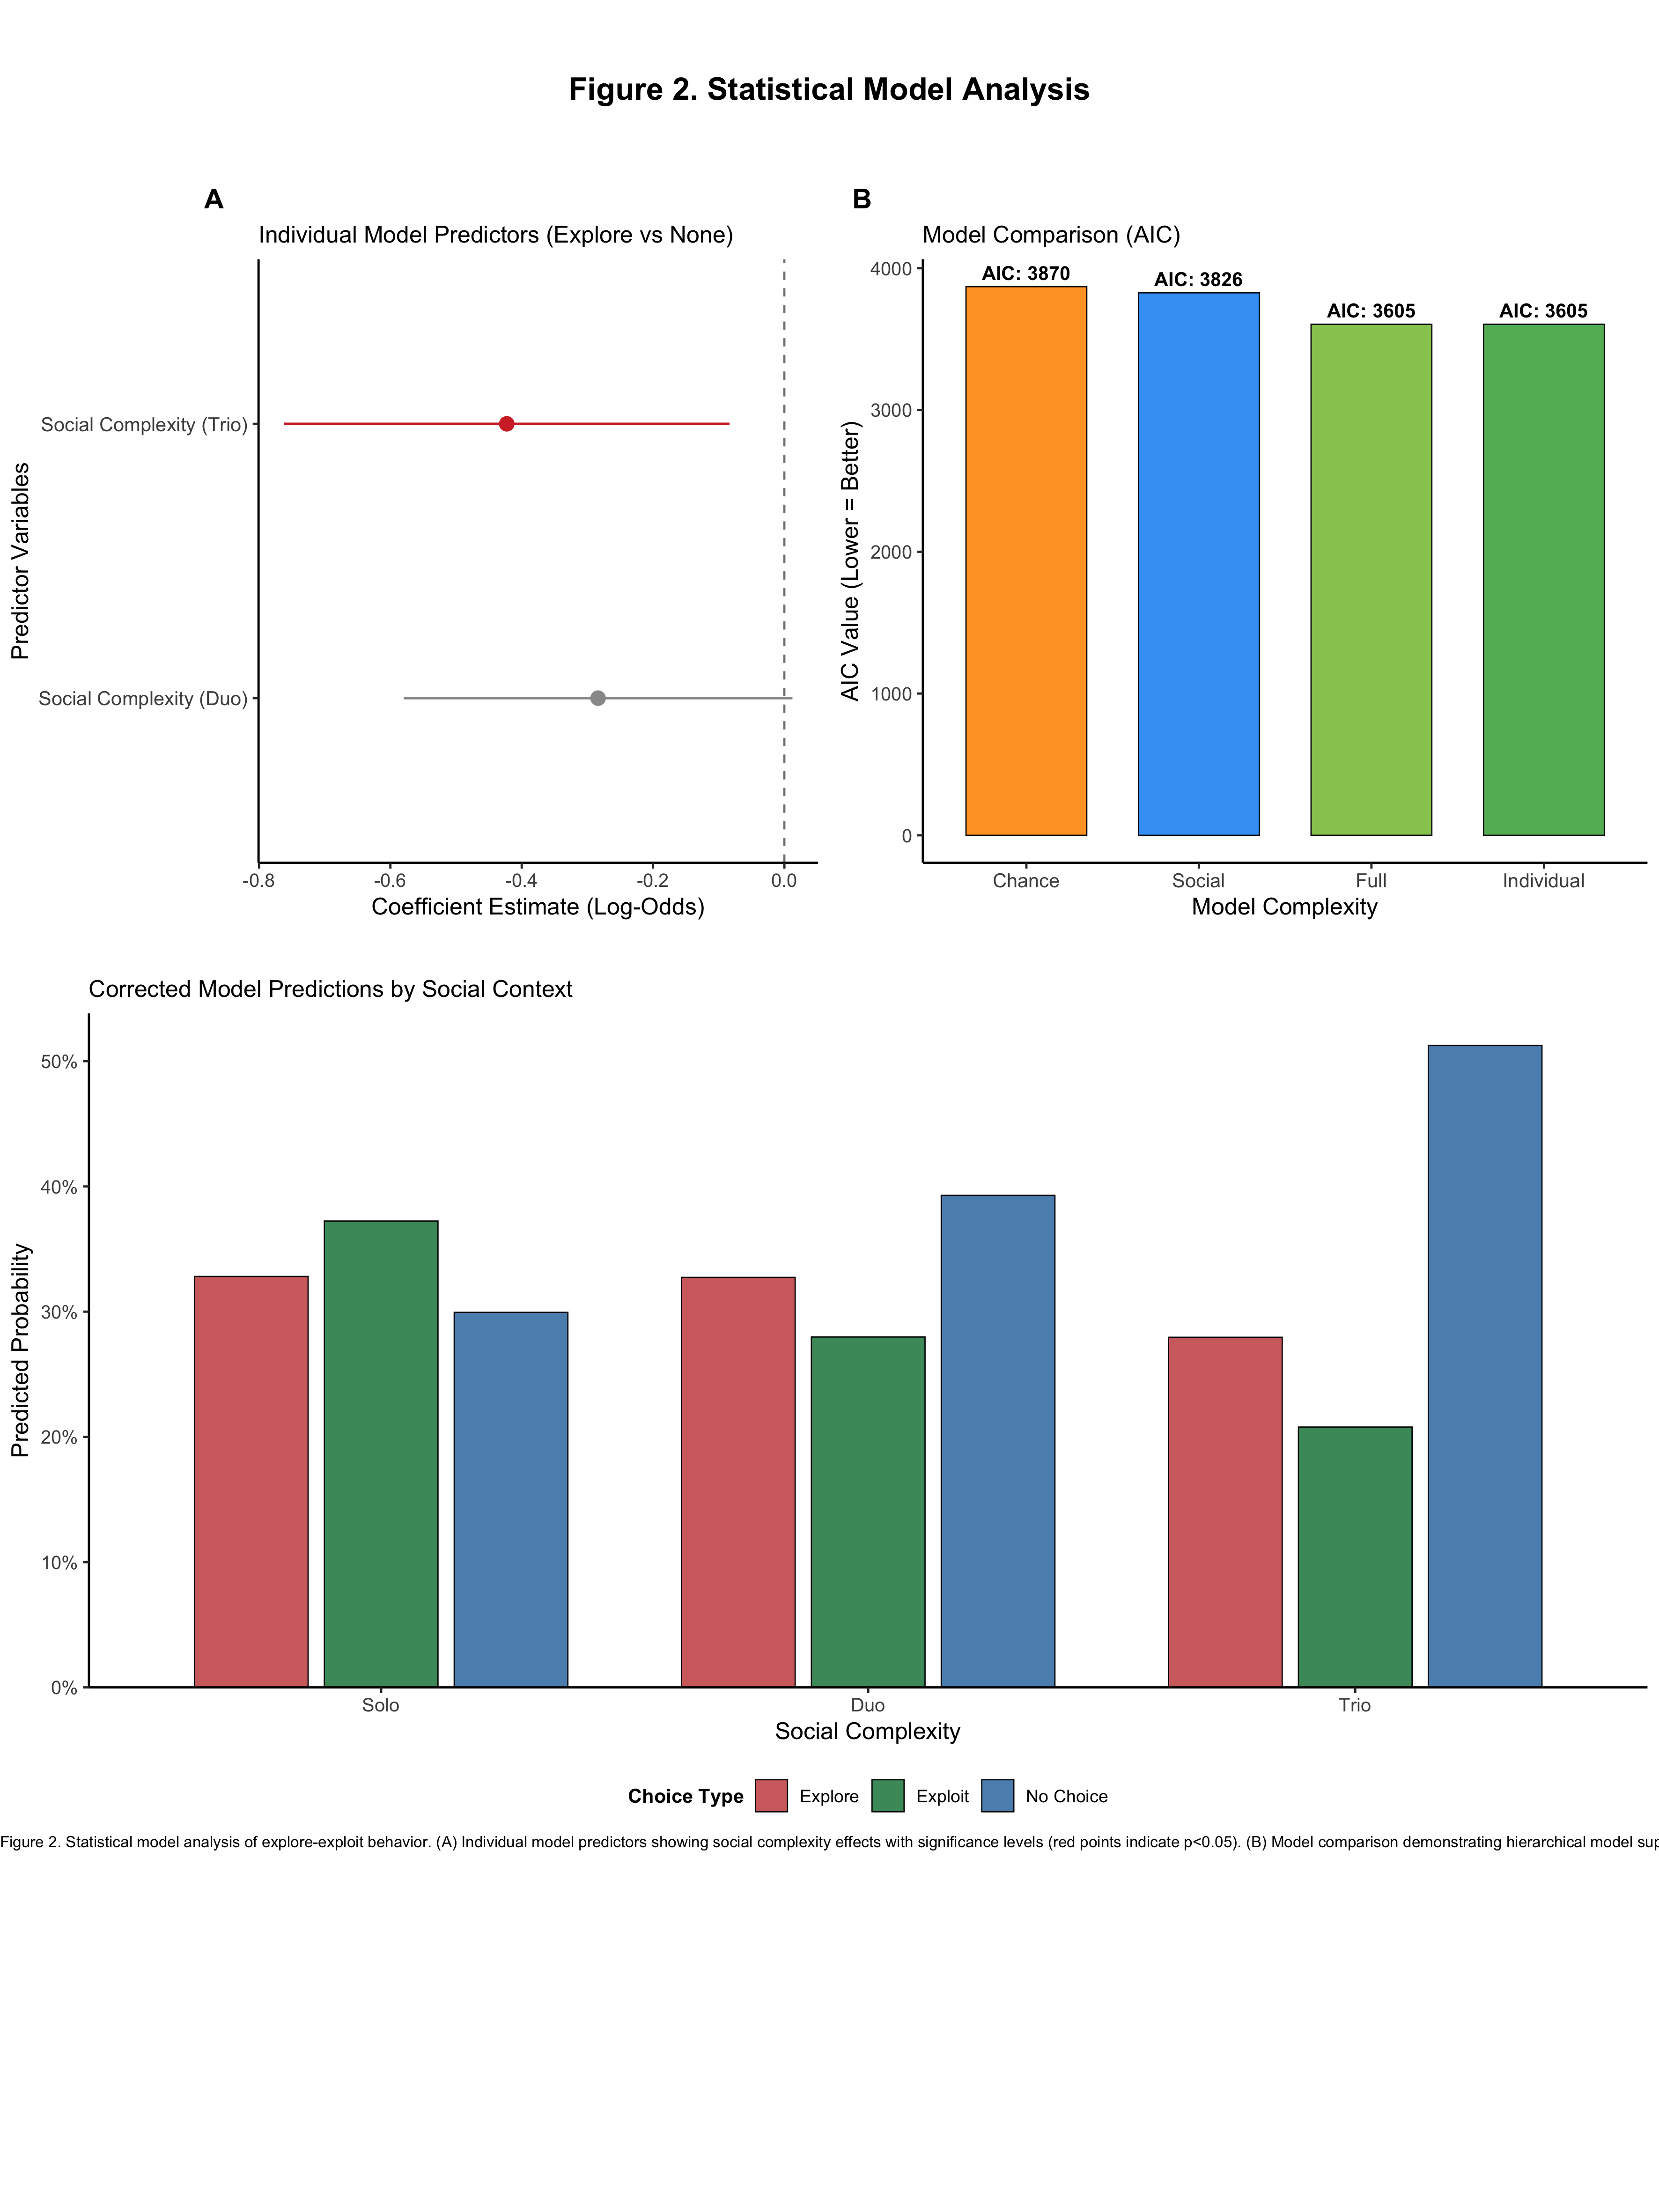 Figure 2. Statistical Model Analysis
A
Individual Model Predictors (Explore vs None)
Predictor Variables
Social Complexity (Trio)
Social Complexity (Duo)
-0.8
-0.6
-0.4
-0.2
0.0
Coefficient Estimate (Log-Odds)
B
Model Comparison (AIC)
AIC Value (Lower = Better)
4000
3000
2000
1000
0
AIC: 3870
AIC: 3826
AIC: 3605
AIC: 3605
Chance
Social
Full
Individual
Model Complexity
Corrected Model Predictions by Social Context
Predicted Probability
50%
40%
30%
20%
10%
0%
Solo
Duo
Trio
Social Complexity
Choice Type
Explore
Exploit
No Choice
Figure 2. Statistical model analysis of explore-exploit behavior. (A) Individual model predictors showing social complexity effects with significance levels (red points indicate p<0.05). (B) Model comparison demonstrating hierarchical model